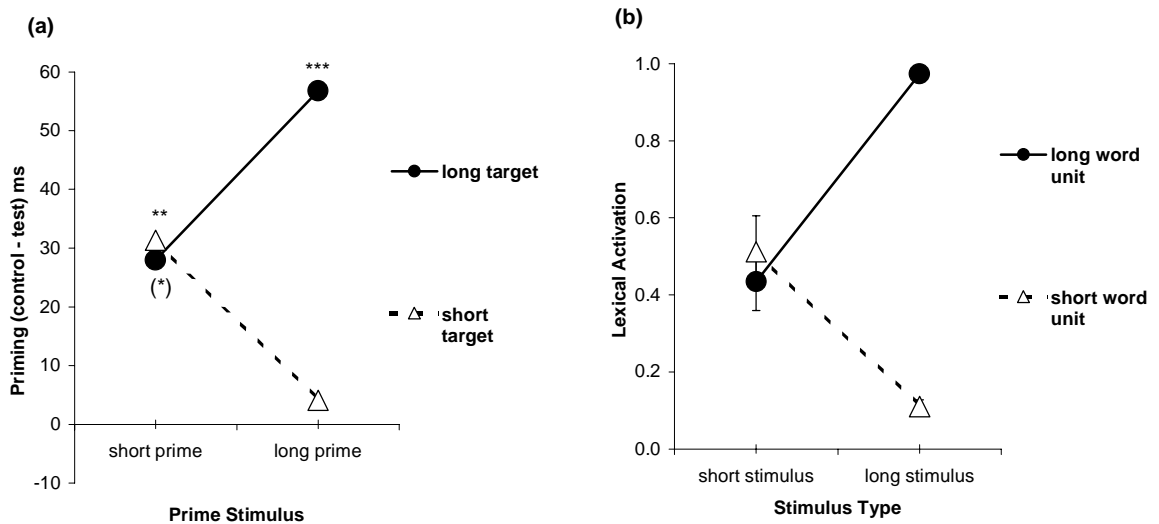 (a)
60
50
40
30
20
10
0
-10
Priming (control - test) ms
***
**
(*)
short prime
long prime
Prime Stimulus
long target
short
target
(b)
1.0
0.8
0.6
0.4
0.2
0.0
Lexical Activation
short stimulus
long stimulus
Stimulus Type
long word
unit
short word
unit